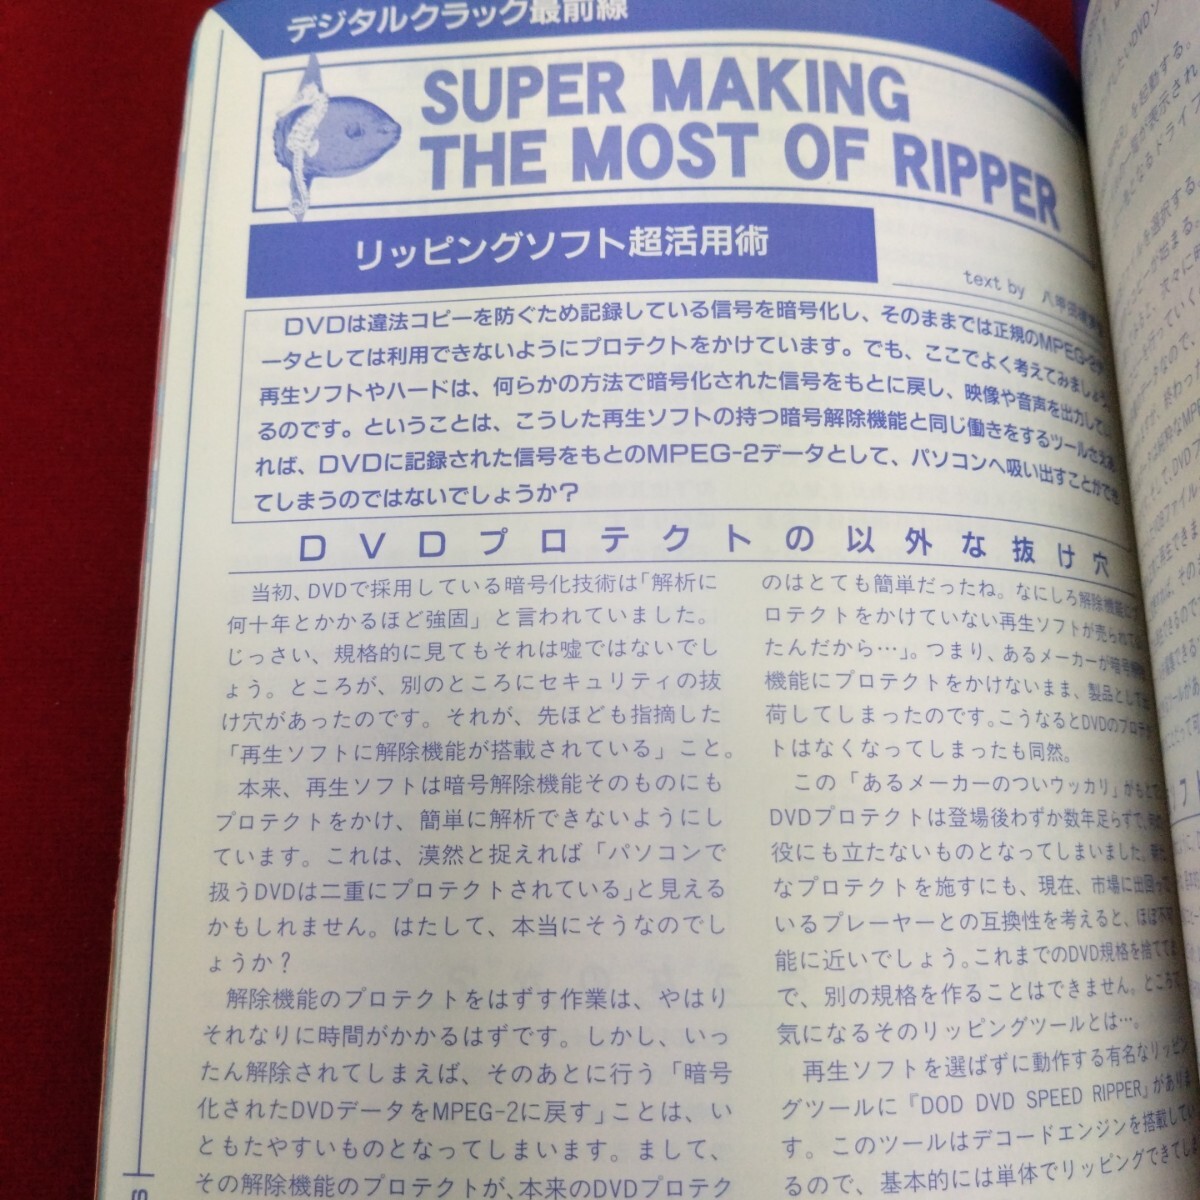 デジタルクラック最前線
SUPER MAKING
THE MOST OF RIPPER
リッピングソフト超活用術
text by 八
DVDは違法コピーを防ぐため記録している信号を暗号化し、そのままでは正規のMPEG-2デ
ータとしては利用できないようにプロテクトをかけています。でも、ここでよく考えてみましょう。
再生ソフトやハードは、何らかの方法で暗号化された信号をもとに戻し、映像や音声を出力してい
るのです。ということは、こうした再生ソフトの持つ暗号解除機能と同じ働きをするツールさえあ
れば、DVDに記録された信号をもとのMPEG-2データとして、パソコンへ吸い出すことができ
てしまうのではないでしょうか?
DVDプロテクトの以外な抜け穴
当初、DVDで採用している暗号化技術は「解析に
何十年とかかるほど強固」と言われていました。
じっさい、規格的に見てもそれは嘘ではないでし
ょう。ところが、別のところにセキュリティの抜
け穴があったのです。それが、先ほども指摘した
「再生ソフトに解除機能が搭載されている」こと。
本来、再生ソフトは暗号解除機能そのものにも
プロテクトをかけ、簡単に解析できないようにし
ています。これは、漠然と捉えれば「パソコンで
扱うDVDは二重にプロテクトされている」と見える
かもしれません。はたして、本当にそうなのでし
ょうか?
解除機能のプロテクトをはずす作業は、やはり
それなりに時間がかかるはずです。しかし、いっ
たん解除されてしまえば、そのあとに行う「暗号
化されたDVDデータをMPEG-2に戻す」ことは、い
ともたやすいものとなってしまいます。まして、
その解除機能のプロテクトが、本来のDVDプロテク
のはとても簡単だったね。なにしろ解除機能に
ロテクトをかけていない再生ソフトが売られて
たんだから…」。つまり、あるメーカーが暗号解除
機能にプロテクトをかけないまま、製品として
荷してしまったのです。こうなるとDVDのプロテク
トはなくなってしまったも同然。
この「あるメーカーのついウッカリ」がもとで、
DVDプロテクトは登場後わずか数年足らずで、何の
役にも立たないものとなってしまいました。新た
なプロテクトを施すにも、現在、市場に出回って
いるプレーヤーとの互換性を考えると、ほぼ不可
能に近いでしょう。これまでのDVD規格を捨ててま
で、別の規格を作ることはできません。ところで、
気になるそのリッピングツールとは…。
再生ソフトを選ばずに動作する有名なリッピン
グツールに『DOD DVD SPEED RIPPER』がありま
す。このツールはデコードエンジンを搭載してい
るので、基本的には単体でリッピングできてし